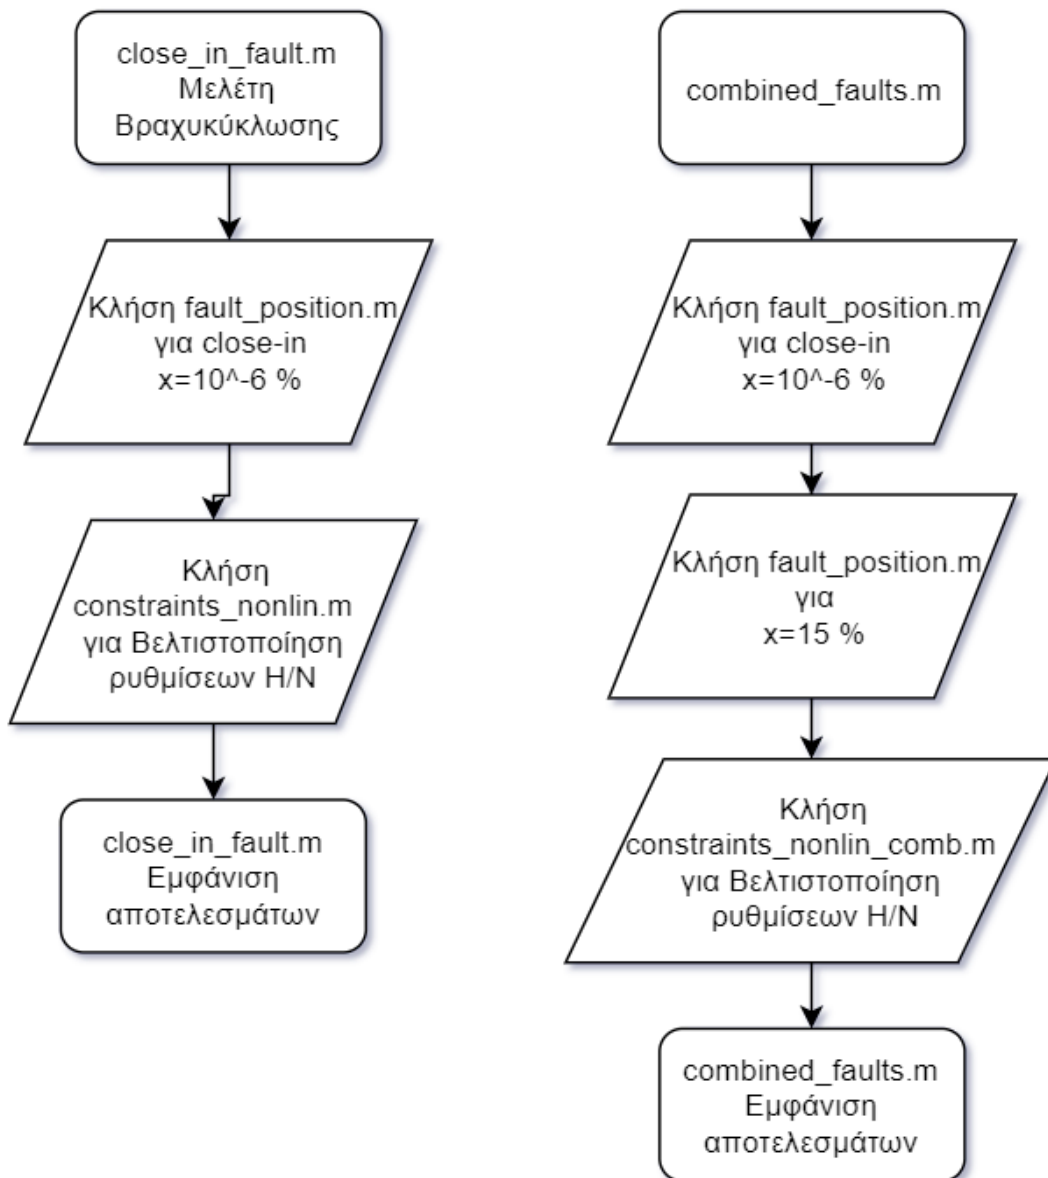 close_in_fault.m
Μελέτη
Βραχυκύκλωσης
Κλήση fault_position.m
για close-in
x=10^-6 %
Κλήση
constraints_nonlin.m
για Βελτιστοποίηση
ρυθμίσεων Η/Ν
close_in_fault.m
Εμφάνιση
αποτελεσμάτων
combined_faults.m
Κλήση fault_position.m
για close-in
x=10^-6 %
Κλήση fault_position.m
για
x=15 %
Κλήση
constraints_nonlin_comb.m
για Βελτιστοποίηση
ρυθμίσεων Η/Ν
combined_faults.m
Εμφάνιση
αποτελεσμάτων